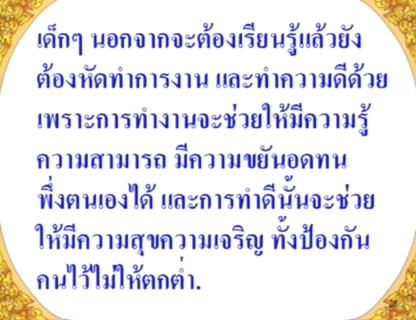 เด็กๆ นอกจากจะต้องเรียนรู้แล้วยัง
ต้องหัดทำการงาน และทำความดีด้วย
เพราะการทำงานจะช่วยให้มีความรู้
ความสามารถ มีความขยันอดทน
พึ่งตนเองได้ และการทำดีนั้นจะช่วย
ให้มีความสุขความเจริญ ทั้งป้องกัน
ตนไว้ไม่ให้ตกต่ำ.